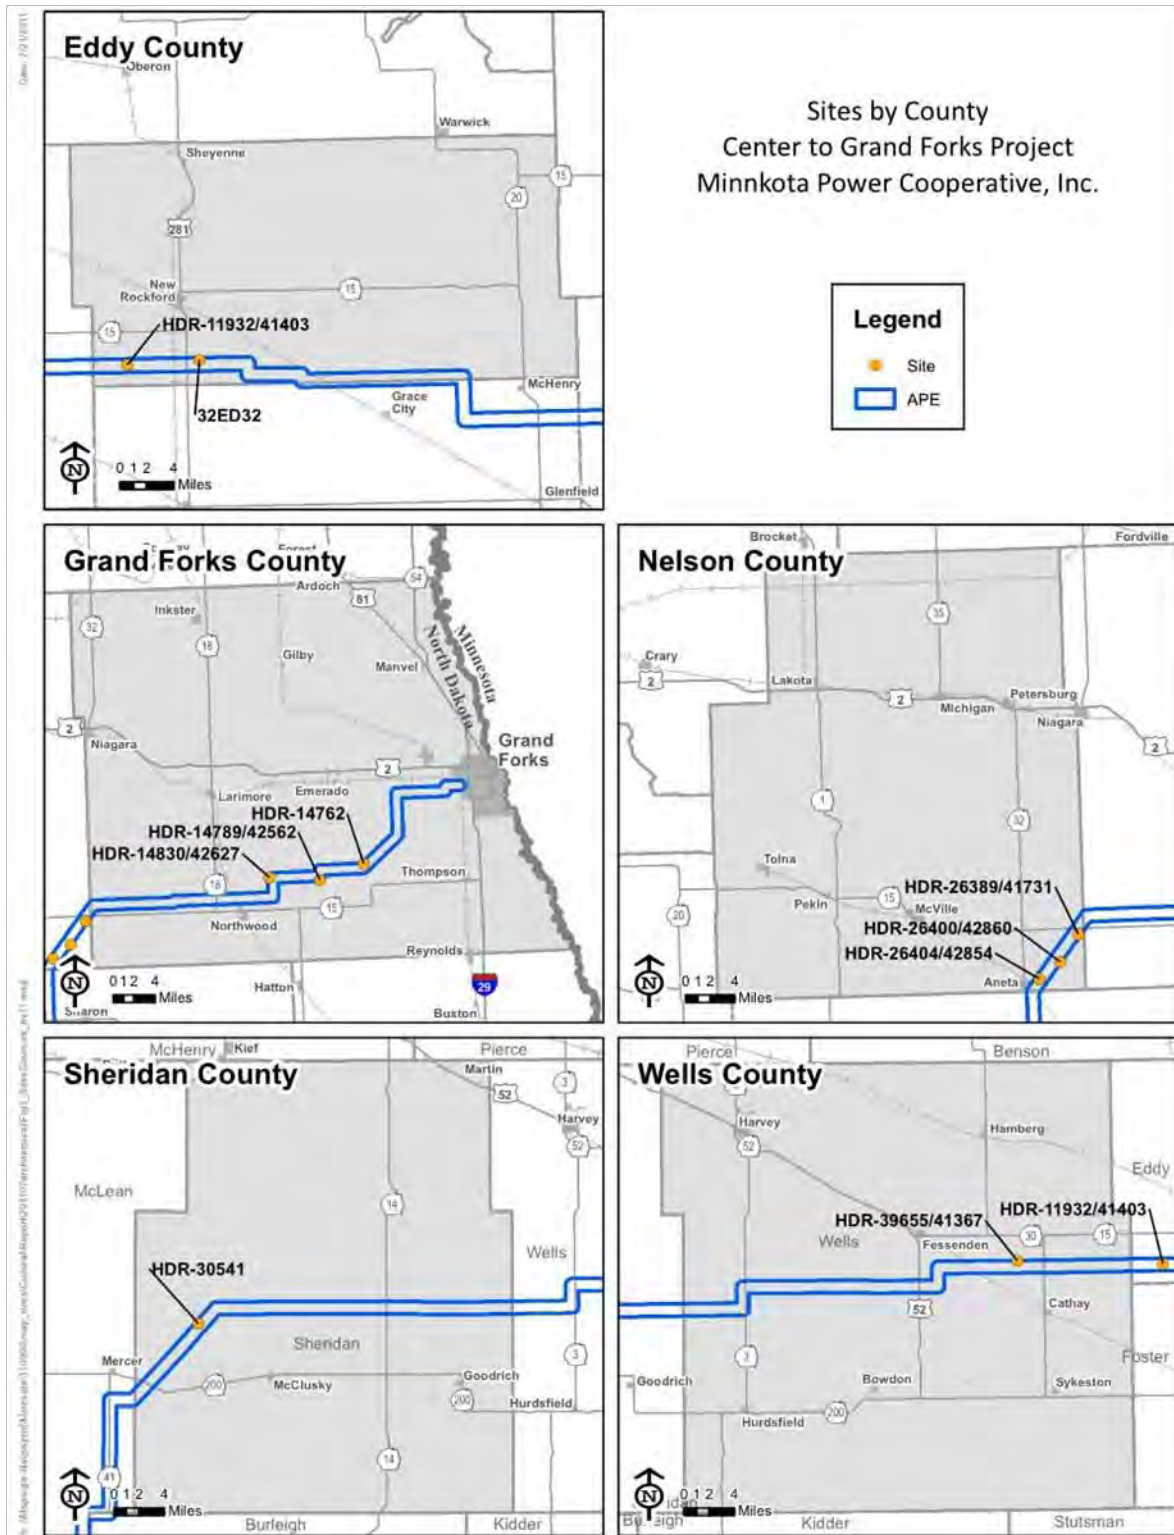 Date: 7/21/2011
Eddy County
Oberon
Warwick
Sheyenne
15
20
281
New
Rockford
15
15
HDR-11932/41403
32ED32
McHenry
Grace
City
N
0 1 2 4
Miles
Glenfield
Sites by County
Center to Grand Forks Project
Minnkota Power Cooperative, Inc.
Legend
Site
APE
Grand Forks County
Ardoch
54
81
Inkster
32
18
Gilby
Manvel
Minnesota
North Dakota
2
Niagara
Grand
Forks
2
Emerado
Larimore
HDR-14762
HDR-14789/42562
HDR-14830/42627
Thompson
18
15
Northwood
Reynolds
N
0 1 2 4
Miles
Hatton
29
Sharon
Buxton
Nelson County
Brocket
Fordville
35
Crary
2
Lakota
2
Michigan
Petersburg
Niagara
2
1
32
Tolna
HDR-26389/41731
Pekin
15
McVille
20
HDR-26400/42860
HDR-26404/42854
Aneta
N
0 1 2 4
Miles
Sheridan County
McHenry
Kief
Pierce
Martin
3
52
Harvey
52
McLean
14
Wells
HDR-30541
Sheridan
Mercer
3
200
McClusky
Goodrich
200
Hurdsfield
14
41
N
0 1 2 4
Miles
Burleigh
Kidder
Wells County
Pierce
Benson
Harvey
52
Hamberg
Eddy
HDR-11932/41403
HDR-39655/41367
Wells
Fessenden
30
15
52
Cathay
3
Foster
Goodrich
Bowdon
Sykeston
Hurdsfield
200
N
0 1 2 4
Miles
Kidder
Stutsman